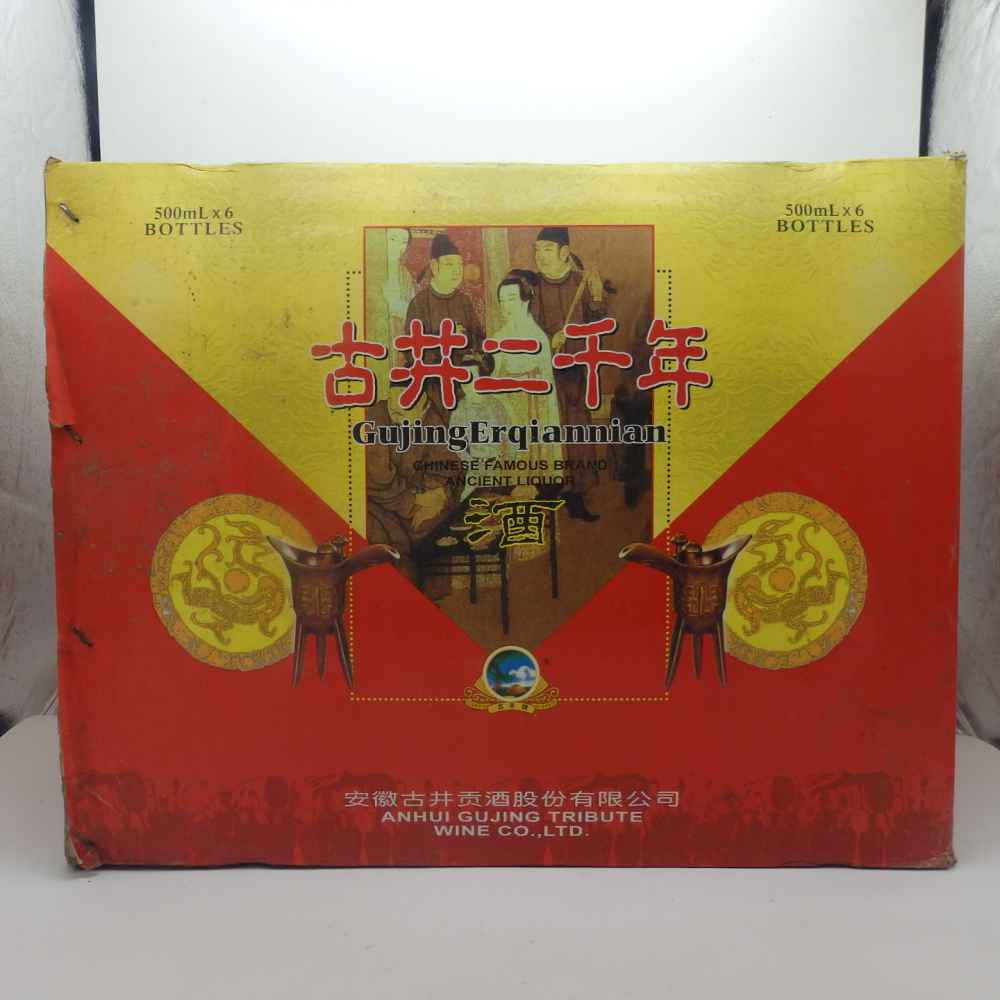 500mL x 6
BOTTLES
500mL x 6
BOTTLES
古井二千年
GujingErqiannian
CHINESE FAMOUS BRAND
ANCIENT LIQUOR
酒
安徽古井贡酒股份有限公司
ANHUI GUJING TRIBUTE
WINE CO.,LTD.